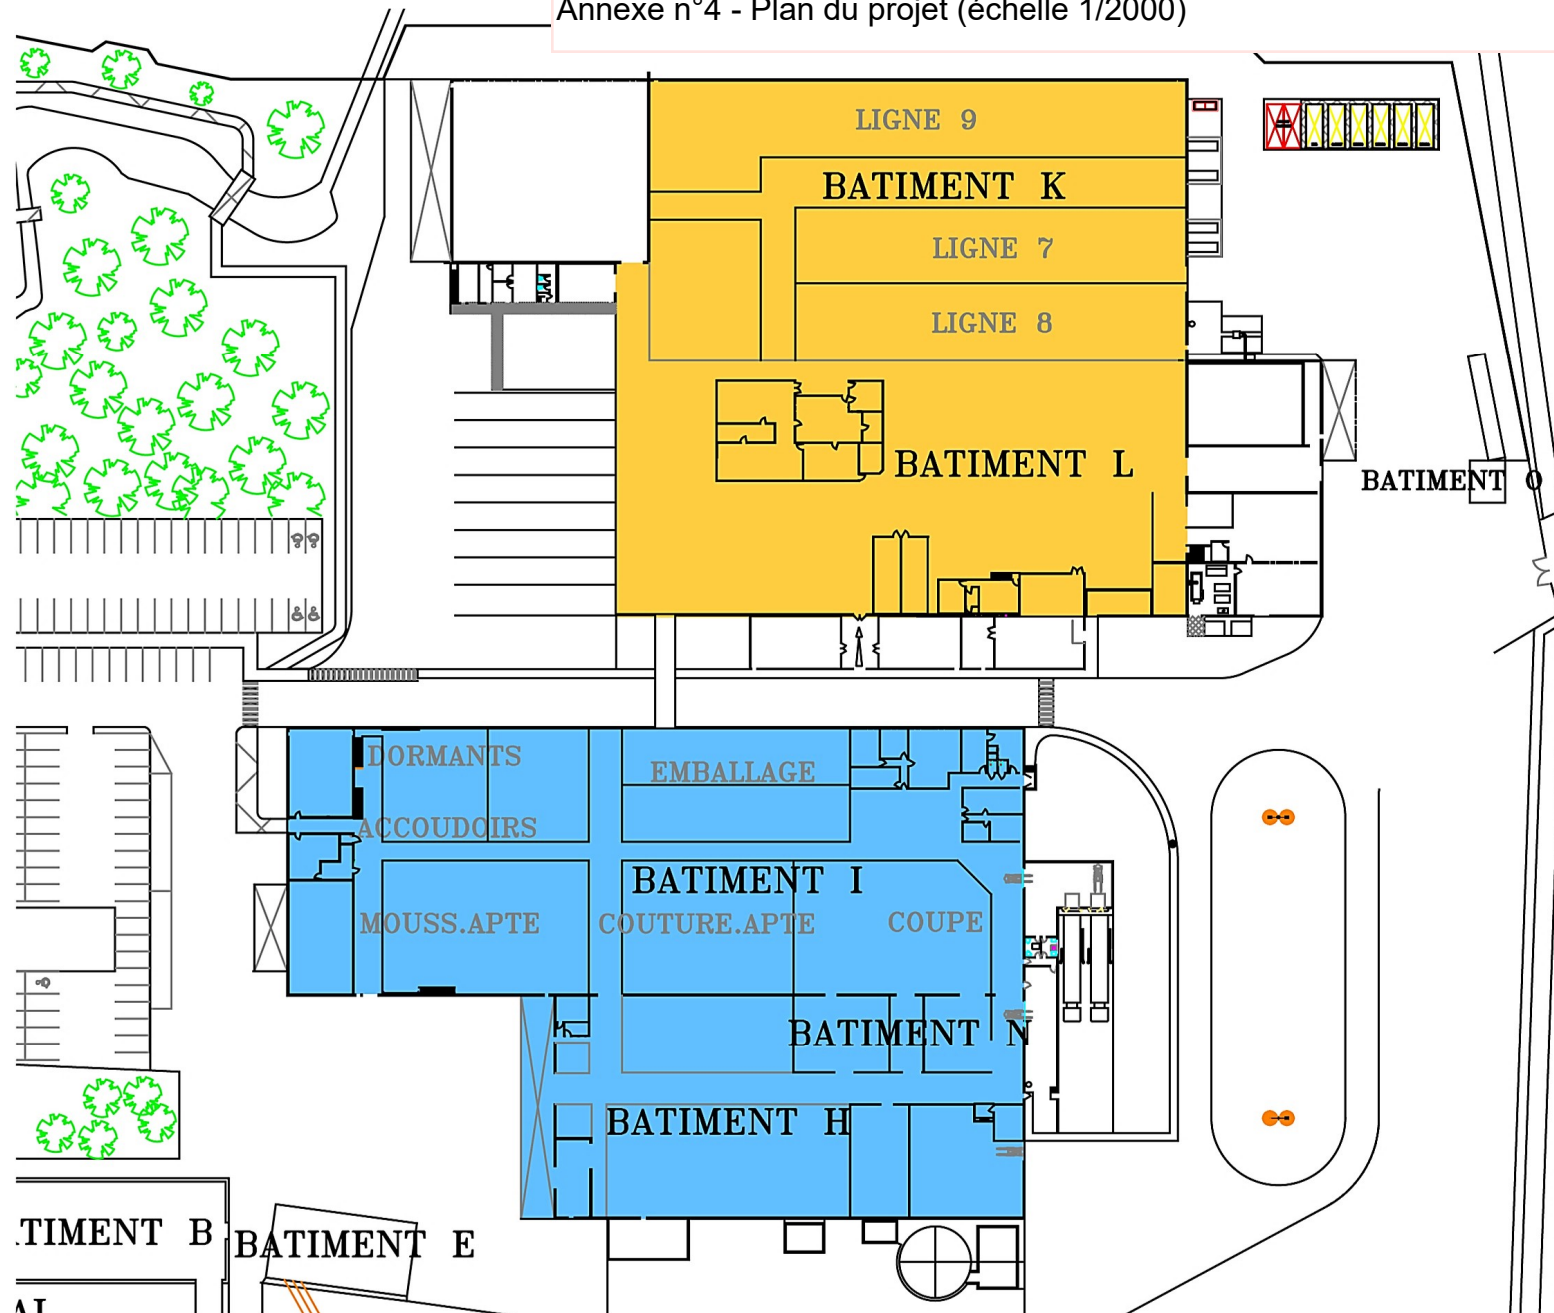 Annexe n°4 - Plan du projet (échelle 1/2000)
LIGNE 9
BATIMENT K
LIGNE 7
LIGNE 8
BATIMENT L
BATIMENT O
DORMANTS
EMBALLAGE
ACCOUDOIRS
BATIMENT I
MOUSS.APTE
COUTURE.APTE
COUPE
BATIMENT N
BATIMENT H
TIMENT B
BATIMENT E
AL